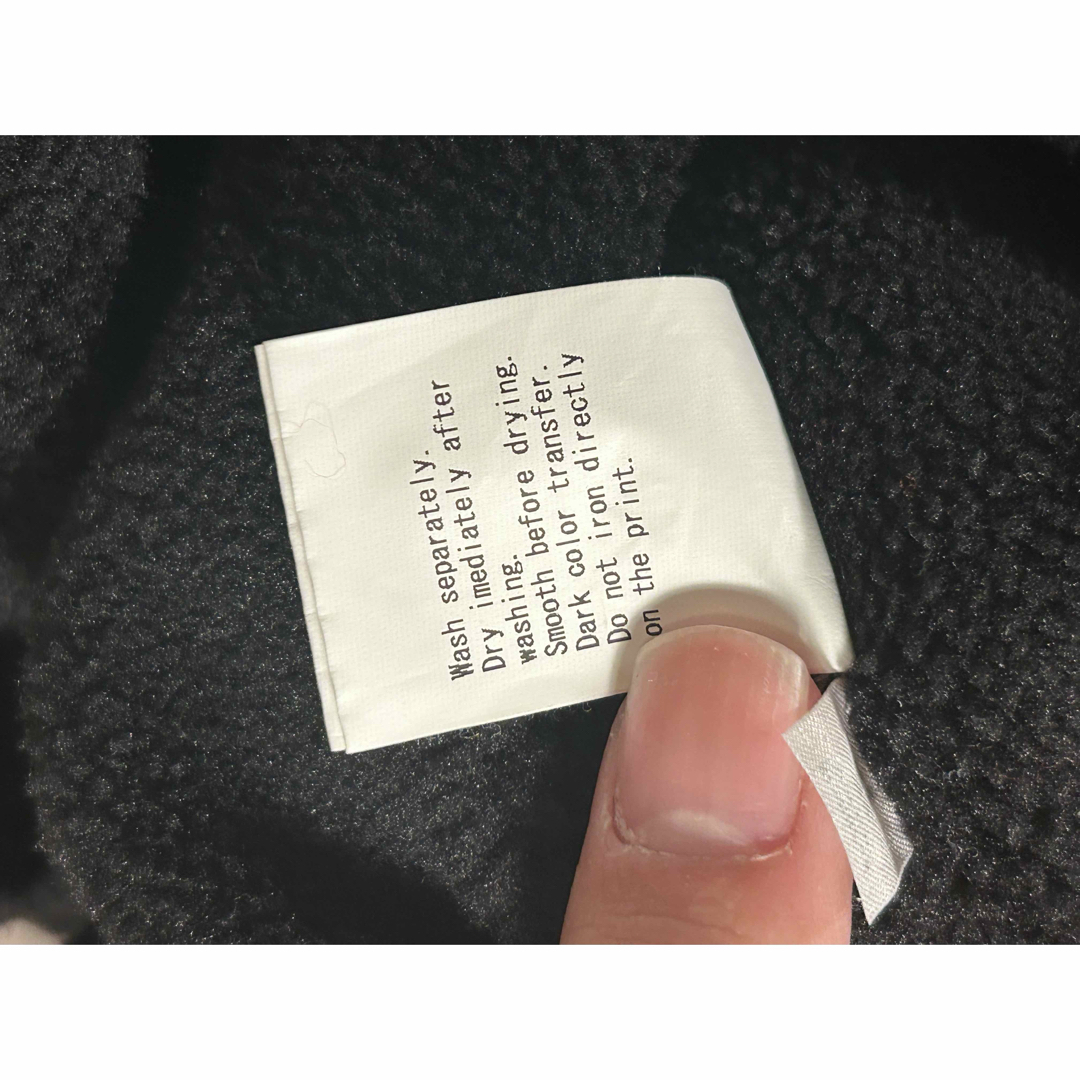 Wash separately.
Dry imediately after
washing.
Smooth before drying.
Dark color transfer.
Do not iron directly
on the print.